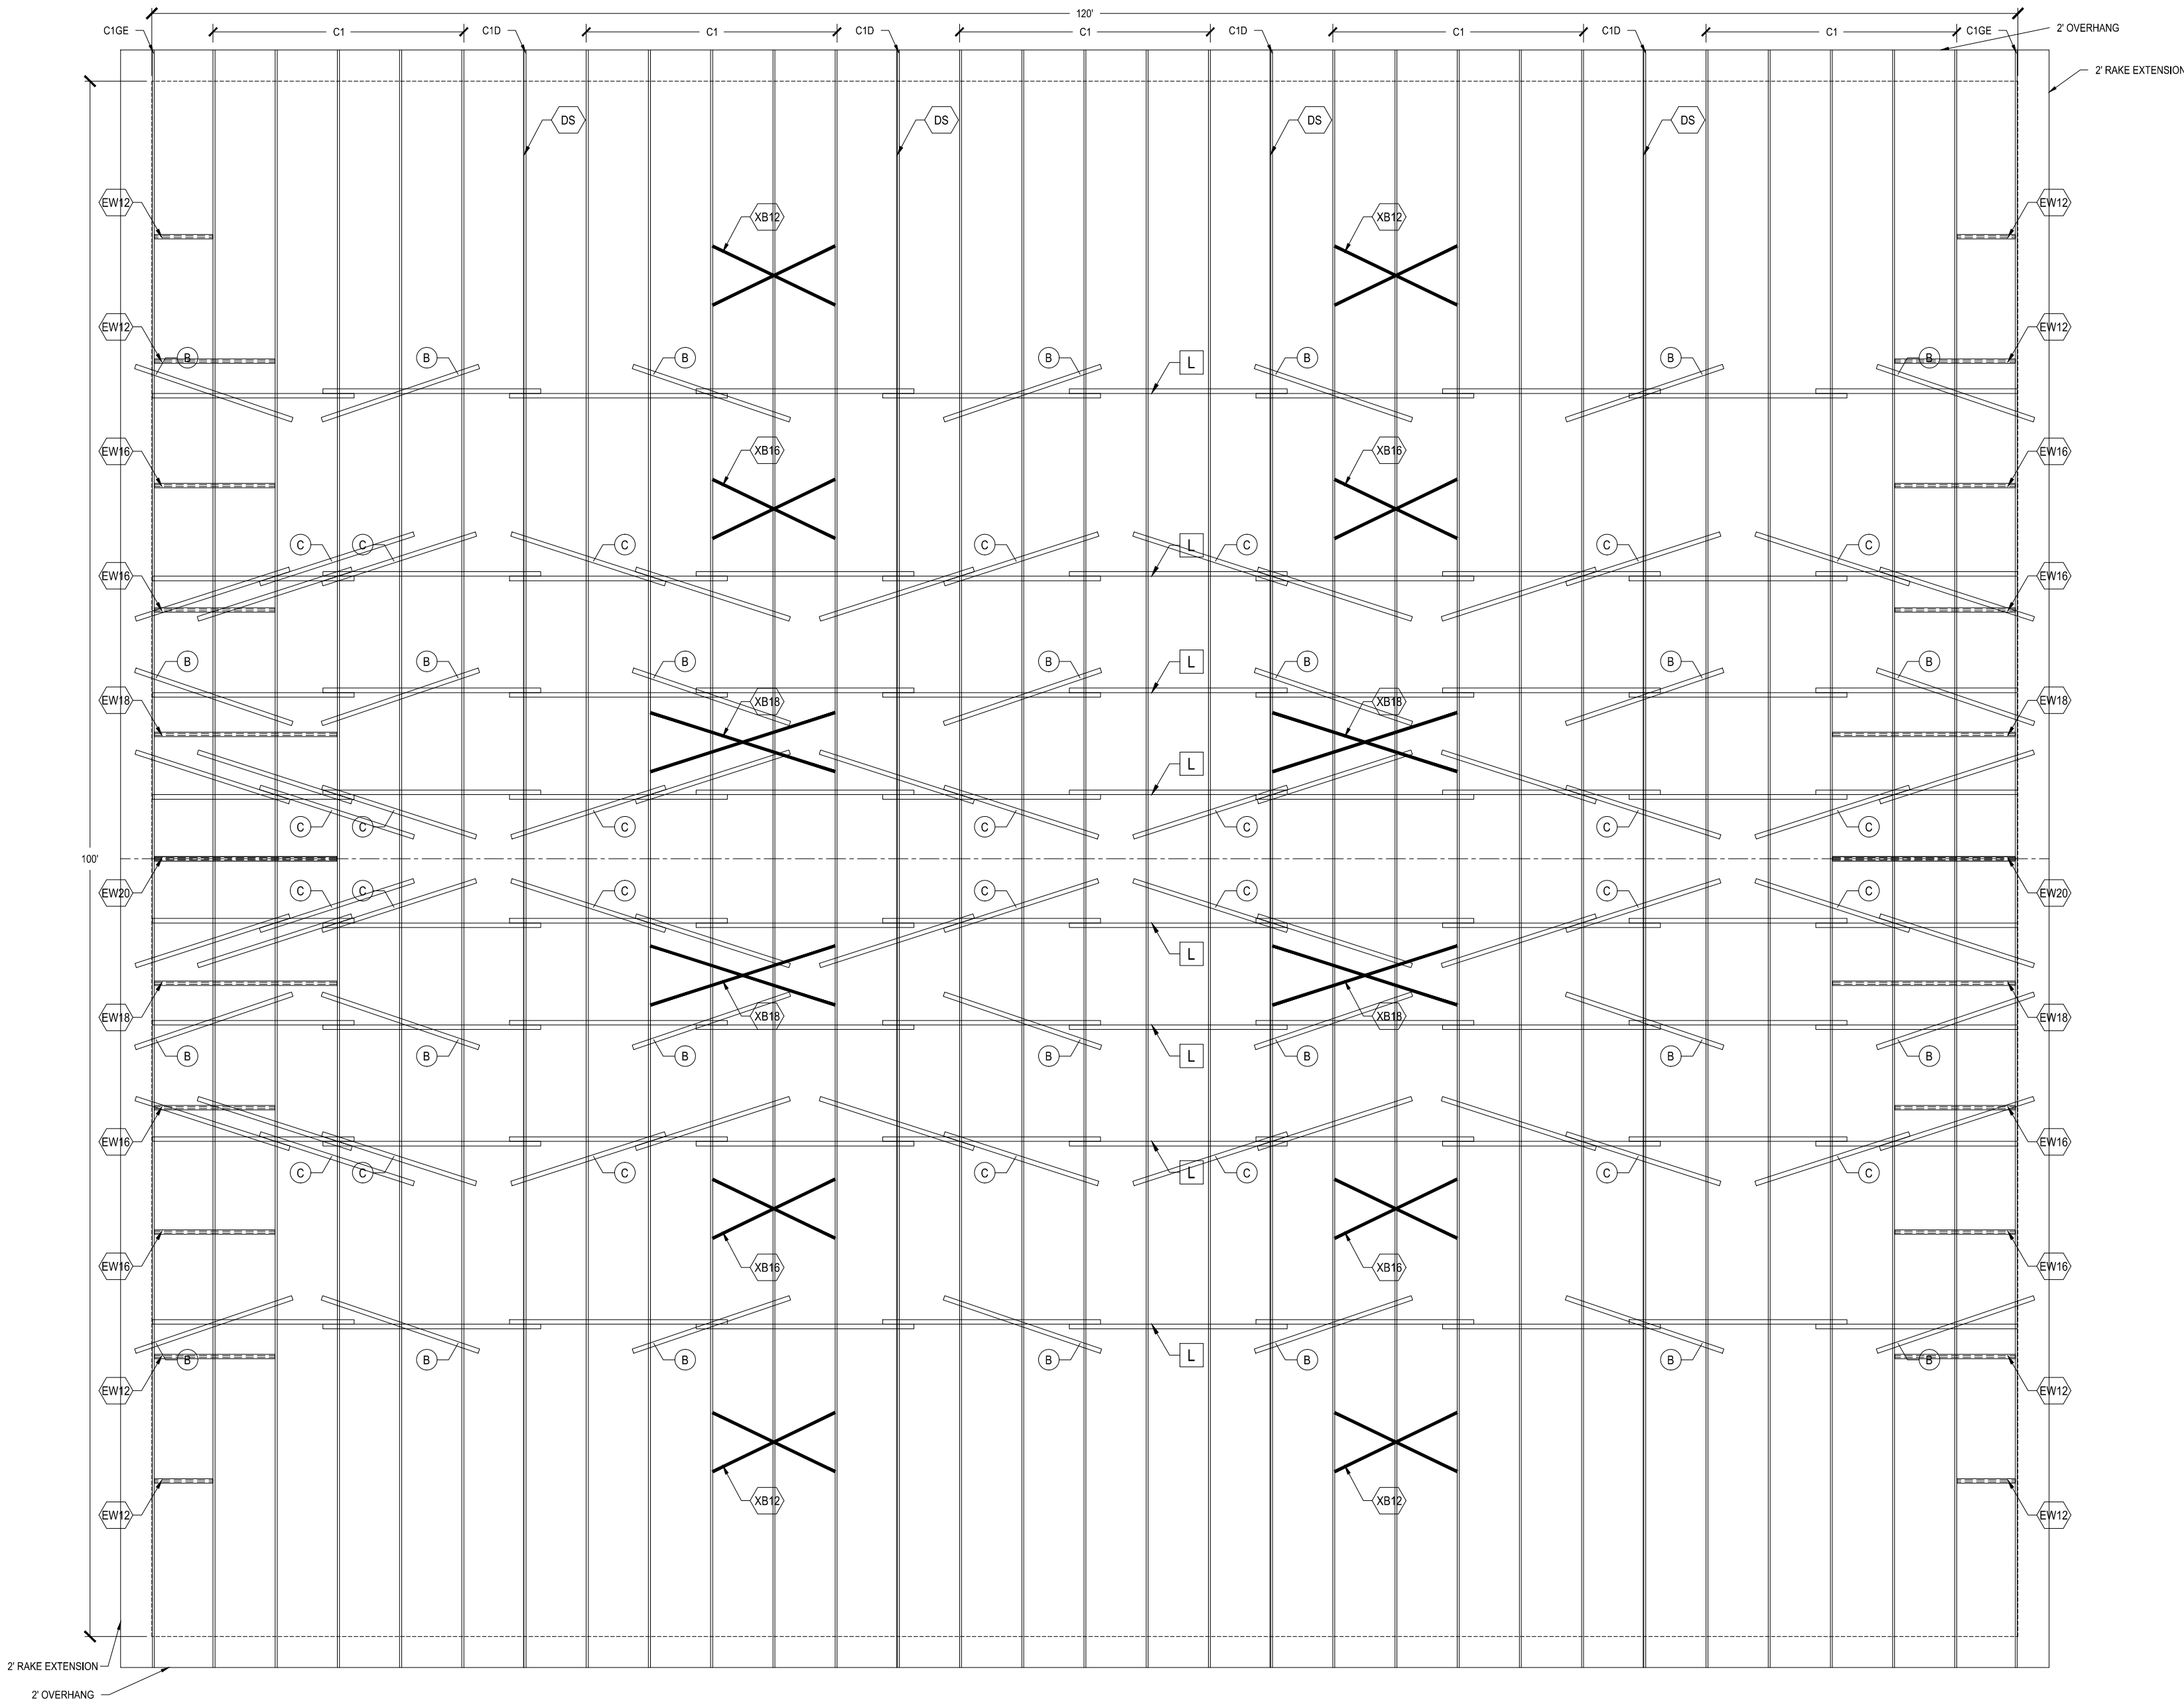 120'
C1GE C1 C1D C1 C1D C1 C1D C1 C1D C1 C1GE 2' OVERHANG
2' RAKE EXTENSION
DS DS DS DS
EW12 EW12
XB12 XB12
EW12 EW12
B B B B B B B
L
EW16 XB16 XB16 EW16
C C C C L C C C
EW16 EW16
B B B B L B B B
EW18 XB18 XB18 EW18
L
C C C C C C C
100'
EW20 C C C C C C C EW20
L
EW18 XB18 XB18 EW18
B B B B L B B B
EW16 EW16
C C C C L C C C
EW16 XB16 XB16 EW16
B B B B L B B B
EW12 EW12
XB12 XB12
EW12 EW12
2' RAKE EXTENSION
2' OVERHANG